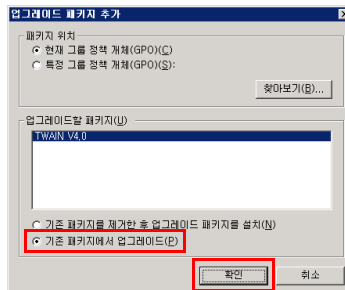 업그레이드 패키지 추가
패키지 위치
현재 그룹 정책 개체(GPO)(C)
특정 그룹 정책 개체(GPO)(S):
찾아보기(B)...
업그레이드할 패키지(U)
TWAIN V4.0
기존 패키지를 제거한 후 업그레이드 패키지를 설치(N)
기존 패키지에서 업그레이드(P)
확인 취소